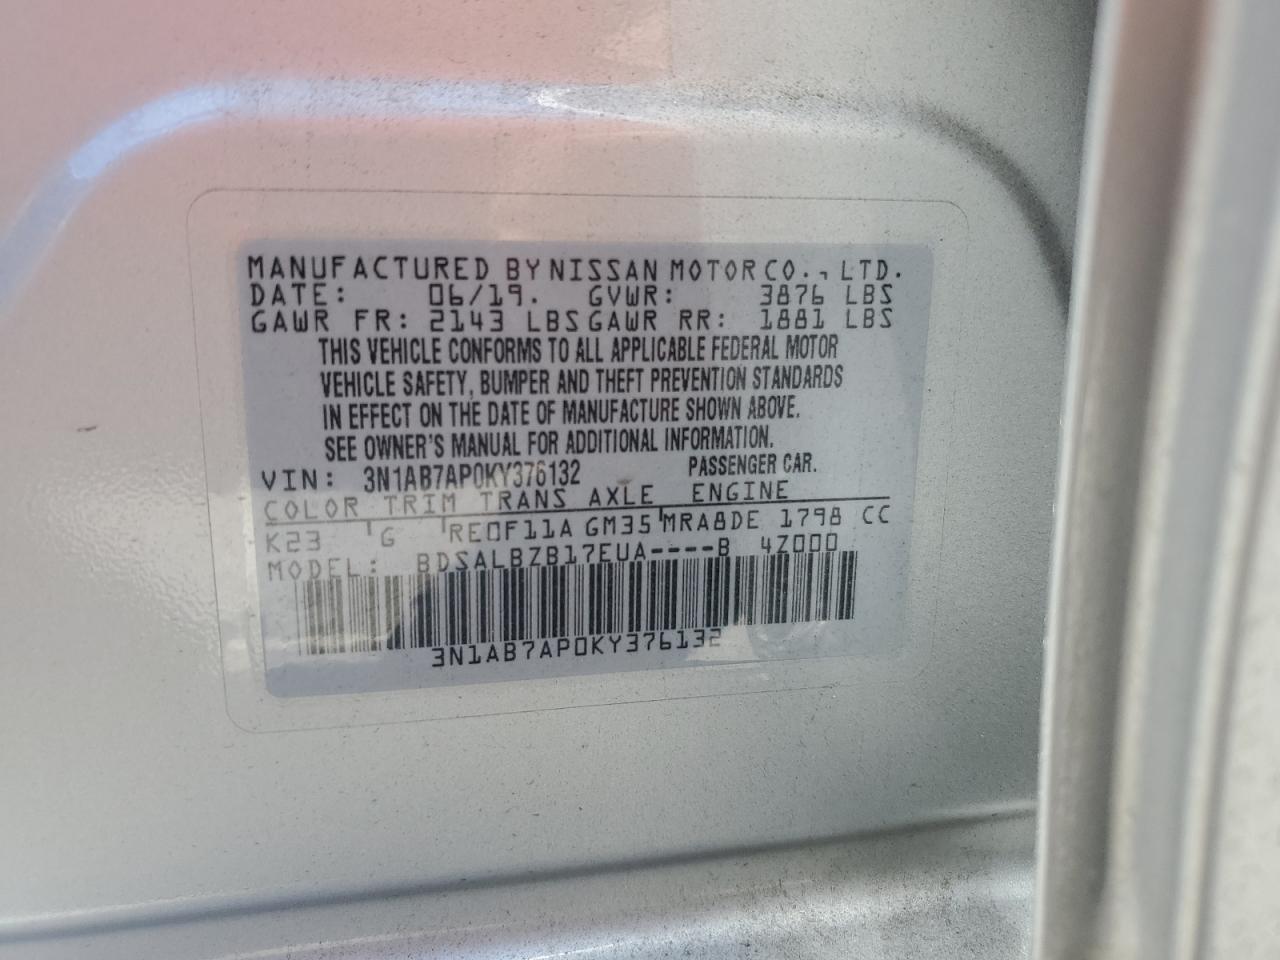 MANUFACTURED BY NISSAN MOTOR CO., LTD.
DATE: 06/19. GVWR: 3876 LBS
GAWR FR: 2143 LBS GAWR RR: 1881 LBS
THIS VEHICLE CONFORMS TO ALL APPLICABLE FEDERAL MOTOR
VEHICLE SAFETY, BUMPER AND THEFT PREVENTION STANDARDS
IN EFFECT ON THE DATE OF MANUFACTURE SHOWN ABOVE.
SEE OWNER'S MANUAL FOR ADDITIONAL INFORMATION.
VIN: 3N1AB7AP0KY376132 PASSENGER CAR.
COLOR TRIM TRANS AXLE ENGINE
K23 G RE0F11A GM35 MRA8DE 1798 CC
MODEL: BDSALBZB17EUA----B 4Z000
3N1AB7AP0KY376132